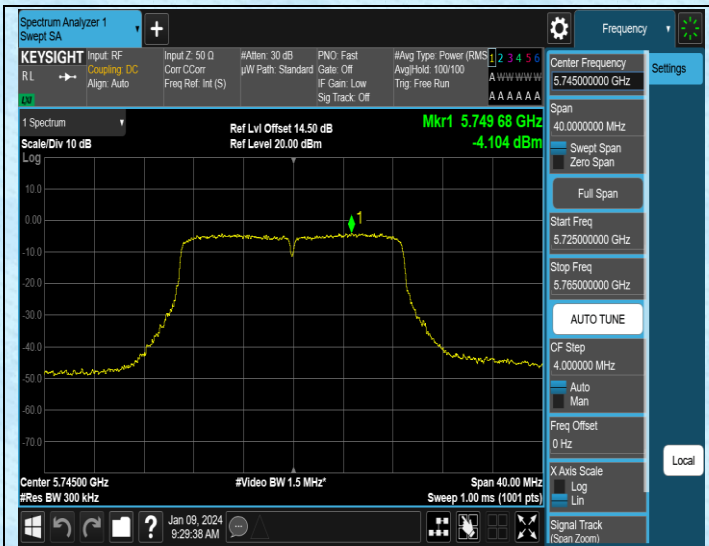 Spectrum Analyzer 1
Swept SA
Frequency
KEYSIGHT
RL
LXI
Input: RF
Coupling: DC
Align: Auto
Input Z: 50 Ω
Corr CCorr
Freq Ref: Int (S)
#Atten: 30 dB
µW Path: Standard
PNO: Fast
Gate: Off
IF Gain: Low
Sig Track: Off
#Avg Type: Power (RMS
Avg|Hold: 100/100
Trig: Free Run
1 2 3 4 5 6
A W W W W W
A A A A A A
1 Spectrum
Scale/Div 10 dB
Ref Lvl Offset 14.50 dB
Ref Level 20.00 dBm
Mkr1 5.749 68 GHz
-4.104 dBm
Log
10.0
0.00
-10.0
-20.0
-30.0
-40.0
-50.0
-60.0
-70.0
1
Center 5.74500 GHz
#Res BW 300 kHz
#Video BW 1.5 MHz*
Span 40.00 MHz
Sweep 1.00 ms (1001 pts)
Jan 09, 2024
9:29:38 AM
?
Center Frequency
5.745000000 GHz
Span
40.0000000 MHz
Swept Span
Zero Span
Full Span
Start Freq
5.725000000 GHz
Stop Freq
5.765000000 GHz
AUTO TUNE
CF Step
4.000000 MHz
Auto
Man
Freq Offset
0 Hz
X Axis Scale
Log
Lin
Signal Track
(Span Zoom)
Settings
Local